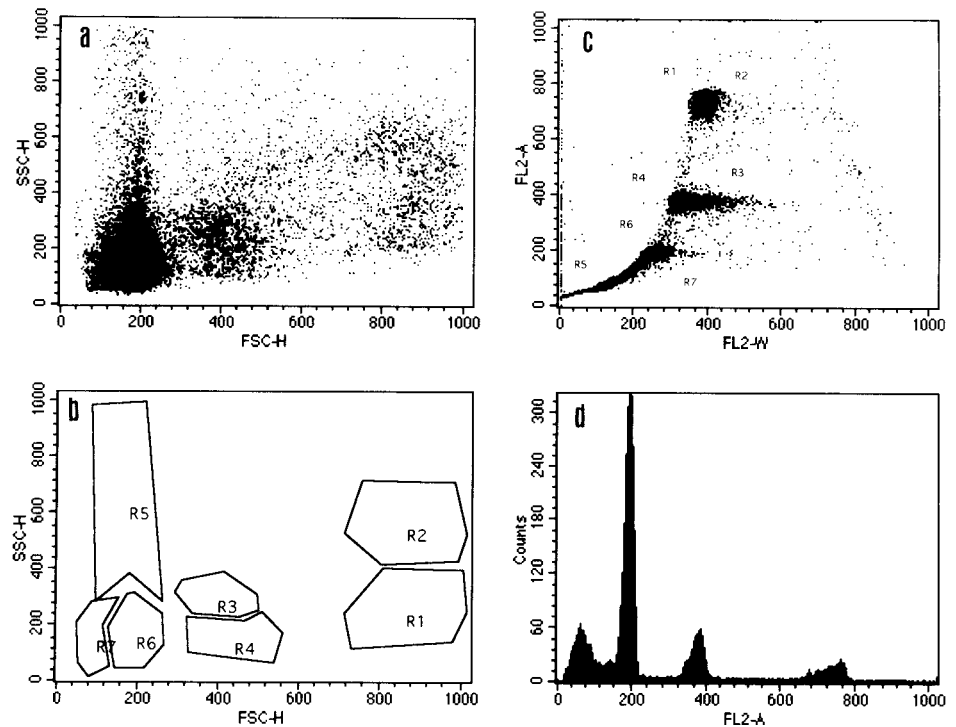 a
1000
800
600
400
200
0
SSC-H
0 200 400 600 800 1000
FSC-H
c
1000
800
600
400
200
0
FL2-A
R1 R2
R4 R3
R6
R5
R7
0 200 400 600 800 1000
FL2-W
b
1000
800
600
400
200
0
SSC-H
R5
R2
R3
R1
R7 R6 R4
0 200 400 600 800 1000
FSC-H
d
300
240
180
120
60
0
Counts
0 200 400 600 800 1000
FL2-A